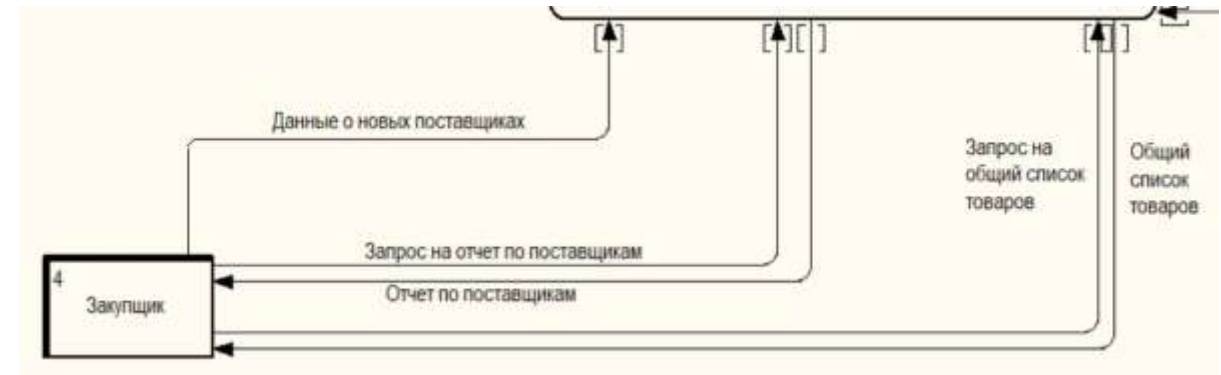 Данные о новых поставщиках
Запрос на
общий список
товаров
Общий
список
товаров
Запрос на отчет по поставщикам
Отчет по поставщикам
4
Закупщик